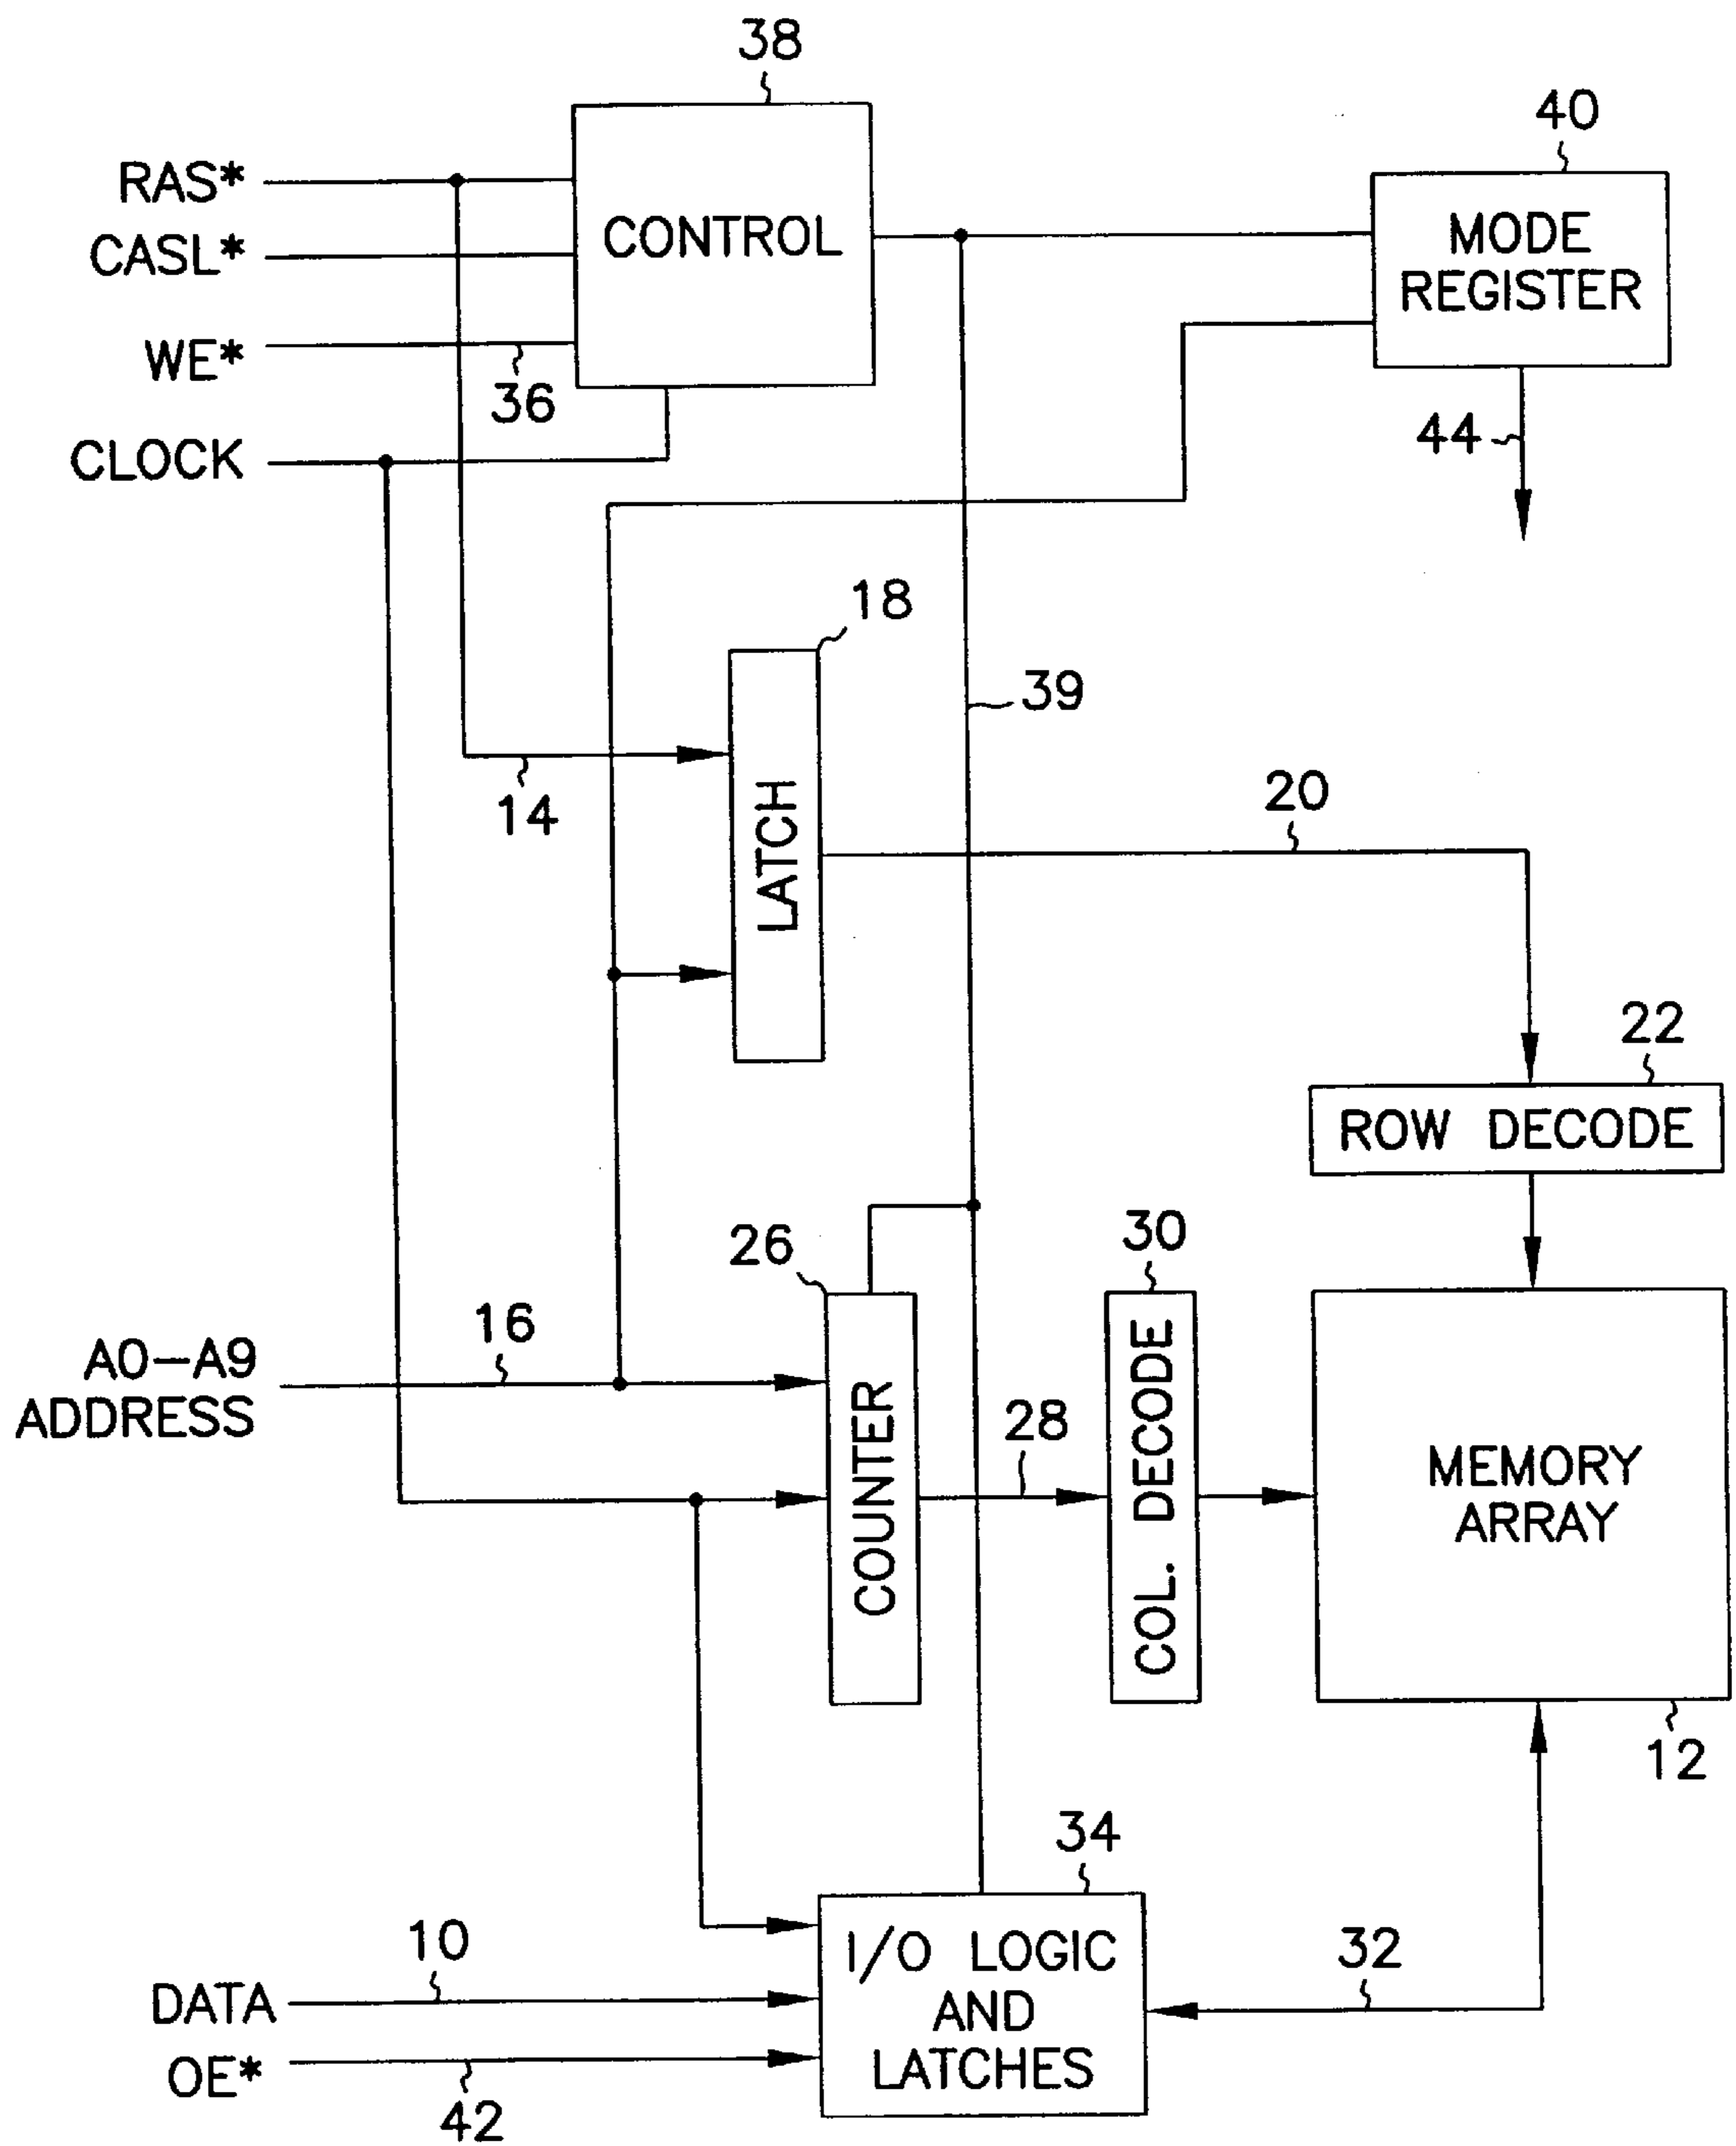 38
40
RAS*
CASL*
CONTROL
MODE
REGISTER
WE*
36
CLOCK
44
18
39
14
LATCH
20
22
ROW DECODE
26
30
16
A0–A9
ADDRESS
28
COUNTER
COL. DECODE
MEMORY
ARRAY
12
34
10
I/O LOGIC
AND
LATCHES
32
DATA
OE*
42